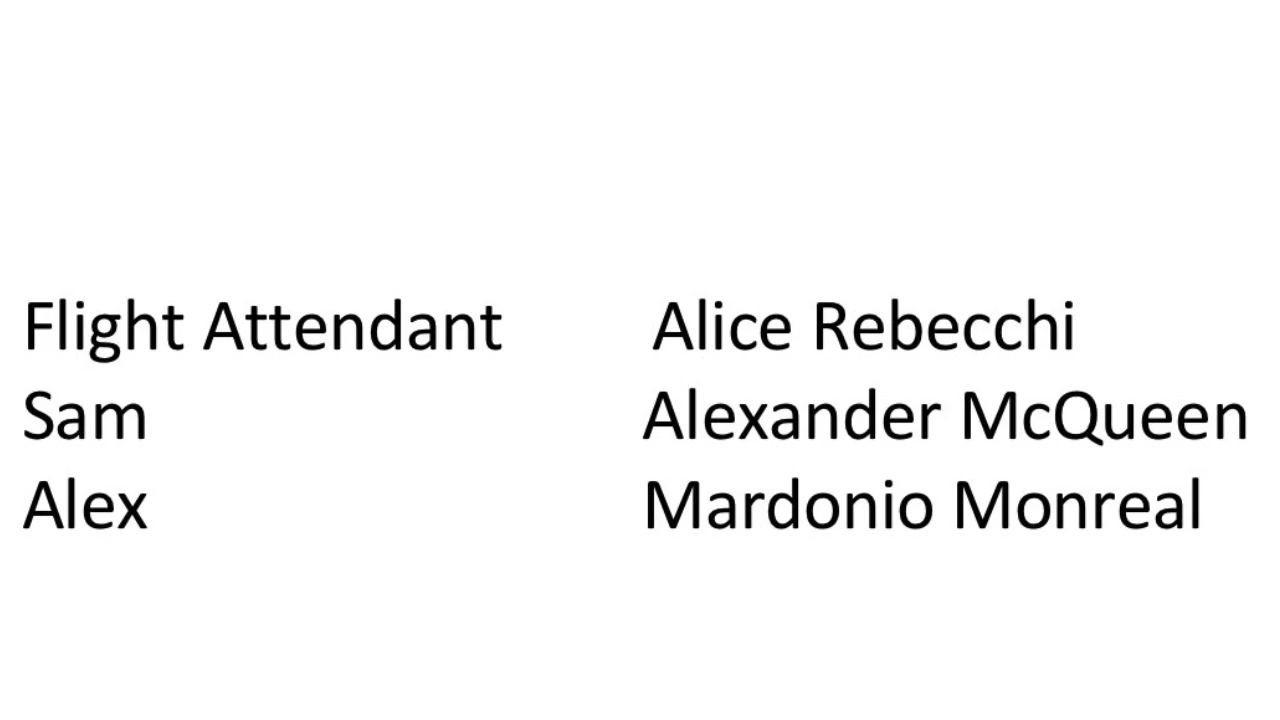 Flight Attendant Alice Rebecchi
Sam Alexander McQueen
Alex Mardonio Monreal